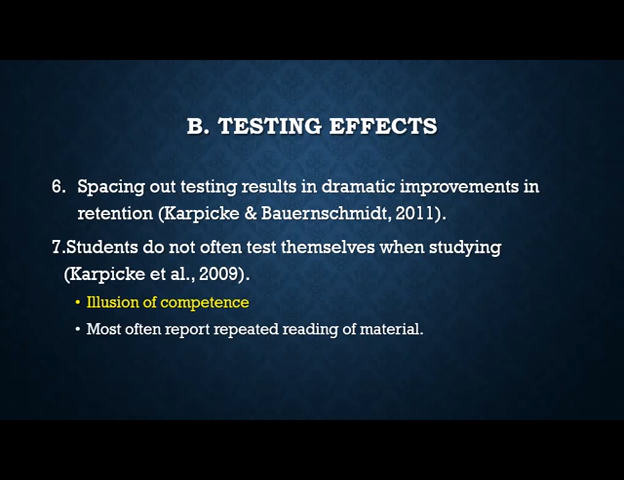 B. TESTING EFFECTS
6. Spacing out testing results in dramatic improvements in
retention (Karpicke & Bauernschmidt, 2011).
7.Students do not often test themselves when studying
(Karpicke et al., 2009).
• Illusion of competence
• Most often report repeated reading of material.